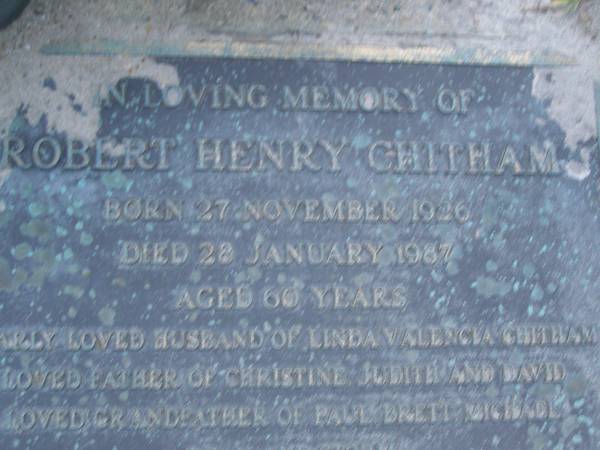 IN LOVING MEMORY OF
ROBERT HENRY CHITHAM
BORN 27 NOVEMBER 1926
DIED 28 JANUARY 1987
AGED 60 YEARS
ARLY LOVED HUSBAND OF LINDA VALENCIA CHITHAM
LOVED FATHER OF CHRISTINE, JUDITH AND DAVID
LOVED GRANDFATHER OF PAUL, BRETT, MICHAEL